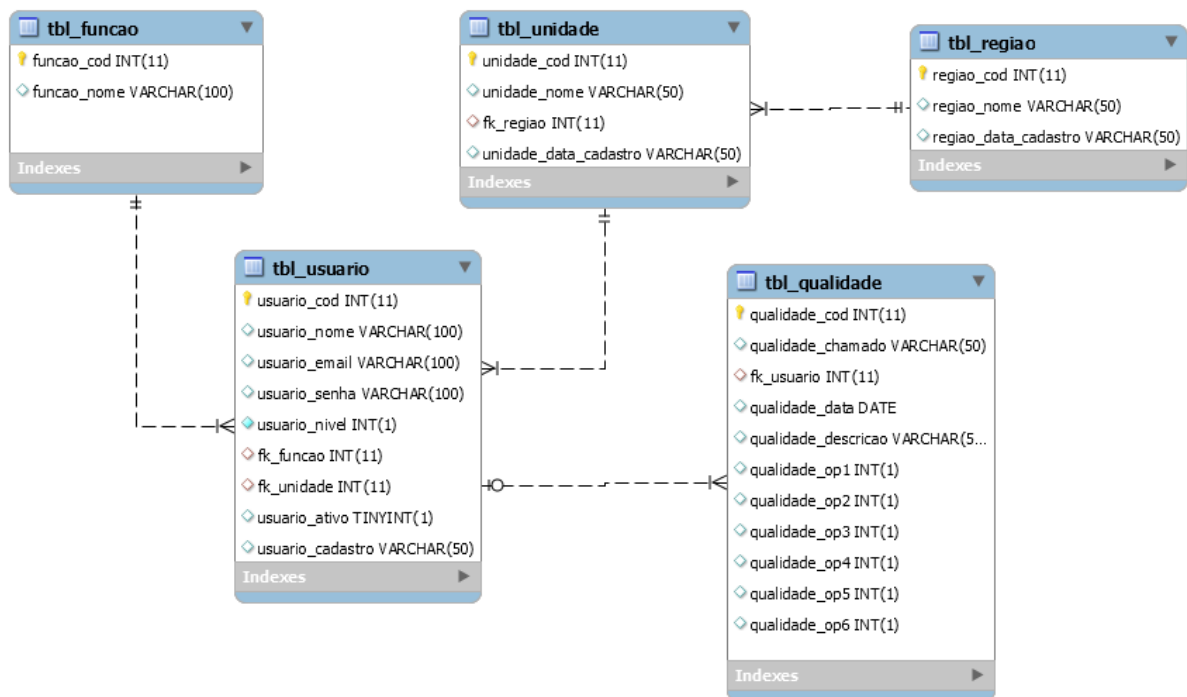 tbl_funcao
funcao_cod INT(11)
funcao_nome VARCHAR(100)
Indexes
tbl_unidade
unidade_cod INT(11)
unidade_nome VARCHAR(50)
fk_regiao INT(11)
unidade_data_cadastro VARCHAR(50)
Indexes
tbl_regiao
regiao_cod INT(11)
regiao_nome VARCHAR(50)
regiao_data_cadastro VARCHAR(50)
Indexes
tbl_usuario
usuario_cod INT(11)
usuario_nome VARCHAR(100)
usuario_email VARCHAR(100)
usuario_senha VARCHAR(100)
usuario_nivel INT(1)
fk_funcao INT(11)
fk_unidade INT(11)
usuario_ativo TINYINT(1)
usuario_cadastro VARCHAR(50)
Indexes
tbl_qualidade
qualidade_cod INT(11)
qualidade_chamado VARCHAR(50)
fk_usuario INT(11)
qualidade_data DATE
qualidade_descricao VARCHAR(5...
qualidade_op1 INT(1)
qualidade_op2 INT(1)
qualidade_op3 INT(1)
qualidade_op4 INT(1)
qualidade_op5 INT(1)
qualidade_op6 INT(1)
Indexes